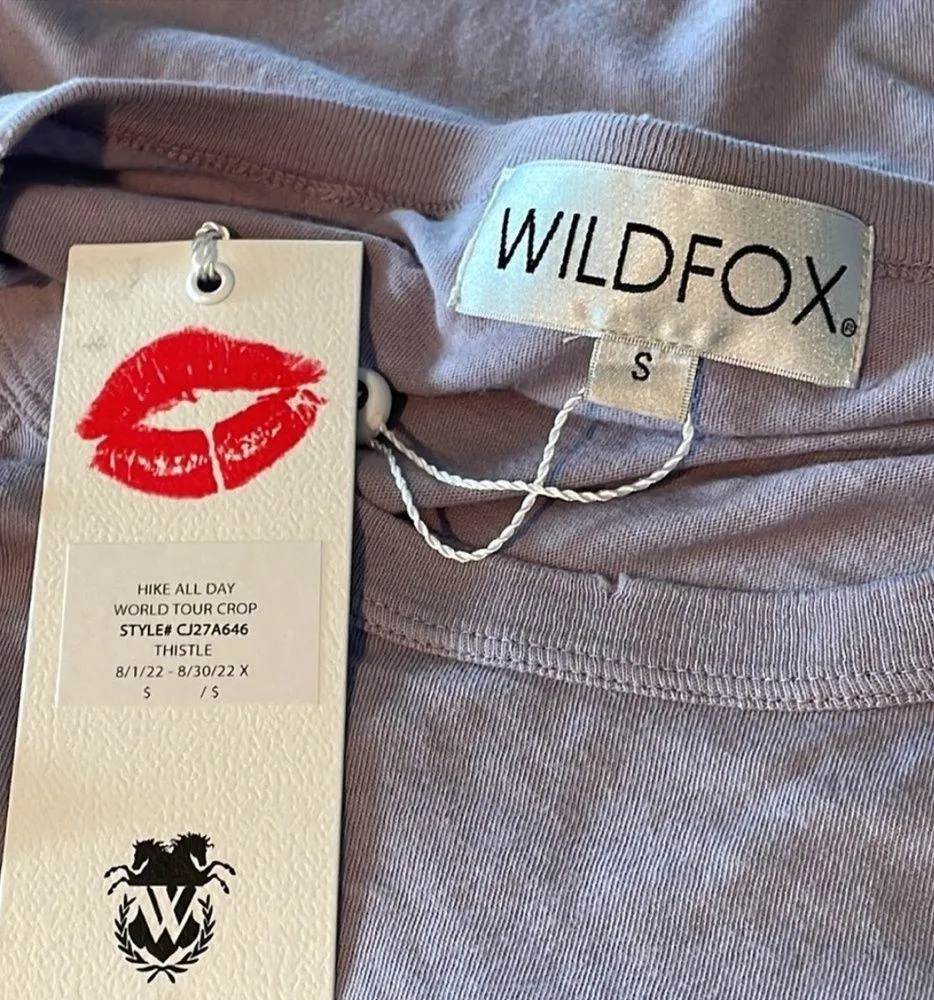 WILDFOX®
S
HIKE ALL DAY
WORLD TOUR CROP
STYLE# CJ27A646
THISTLE
8/1/22 - 8/30/22 X
$ / $
W